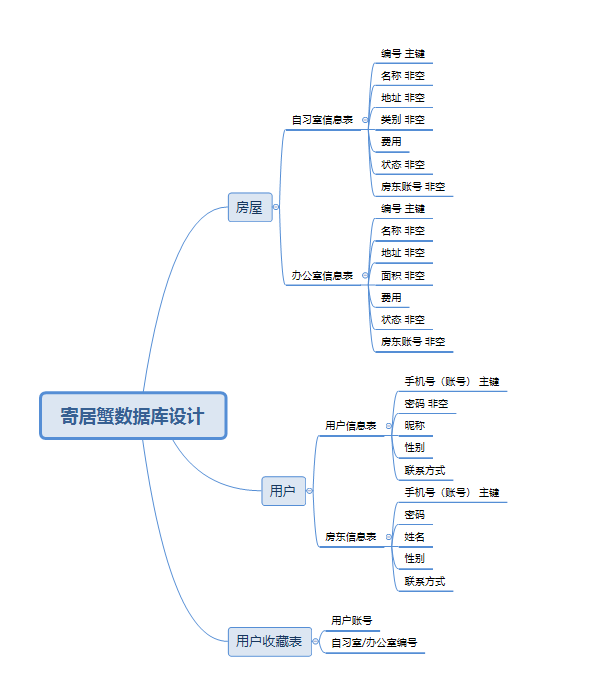 寄居蟹数据库设计
房屋
自习室信息表
编号 主键
名称 非空
地址 非空
类别 非空
费用
状态 非空
房东账号 非空
办公室信息表
编号 主键
名称 非空
地址 非空
面积 非空
费用
状态 非空
房东账号 非空
用户
用户信息表
手机号（账号） 主键
密码 非空
昵称
性别
联系方式
房东信息表
手机号（账号） 主键
密码
姓名
性别
联系方式
用户收藏表
用户账号
自习室/办公室编号